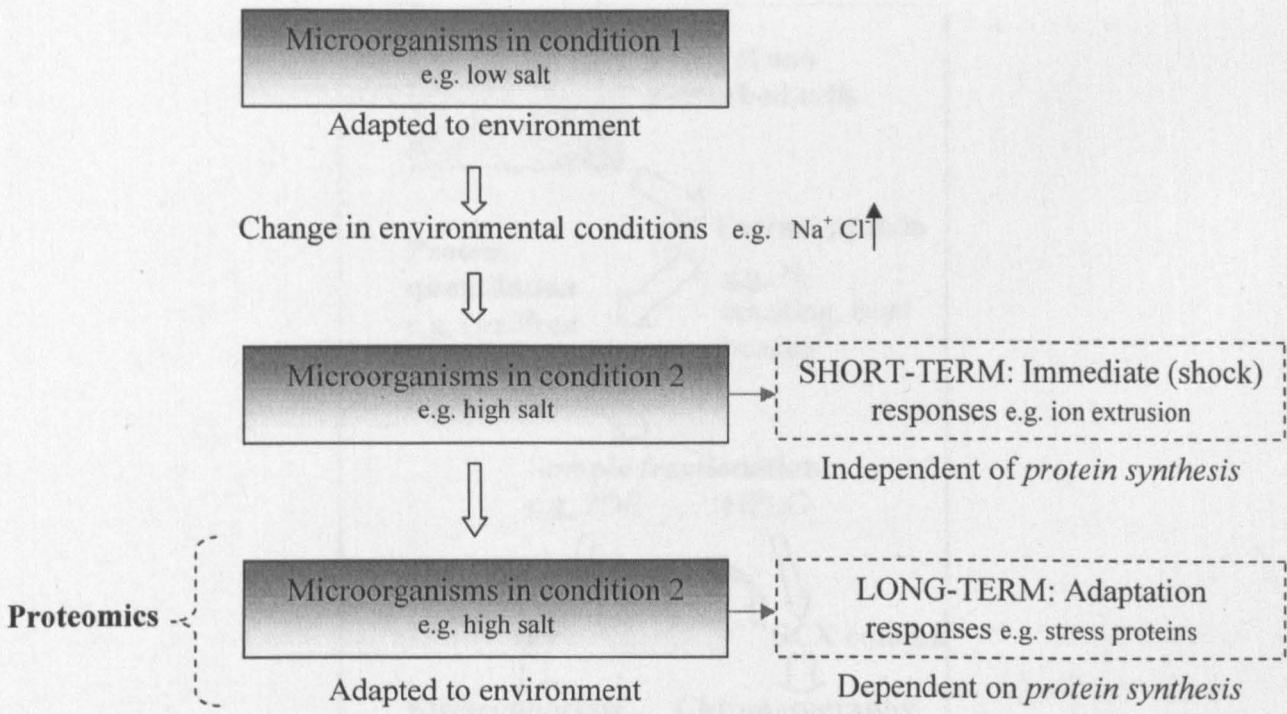 Microorganisms in condition 1
e.g. low salt
Adapted to environment
Change in environmental conditions e.g. Na⁺ Cl⁻
Microorganisms in condition 2
e.g. high salt
SHORT-TERM: Immediate (shock)
responses e.g. ion extrusion
Independent of protein synthesis
Proteomics
Microorganisms in condition 2
e.g. high salt
Adapted to environment
LONG-TERM: Adaptation
responses e.g. stress proteins
Dependent on protein synthesis